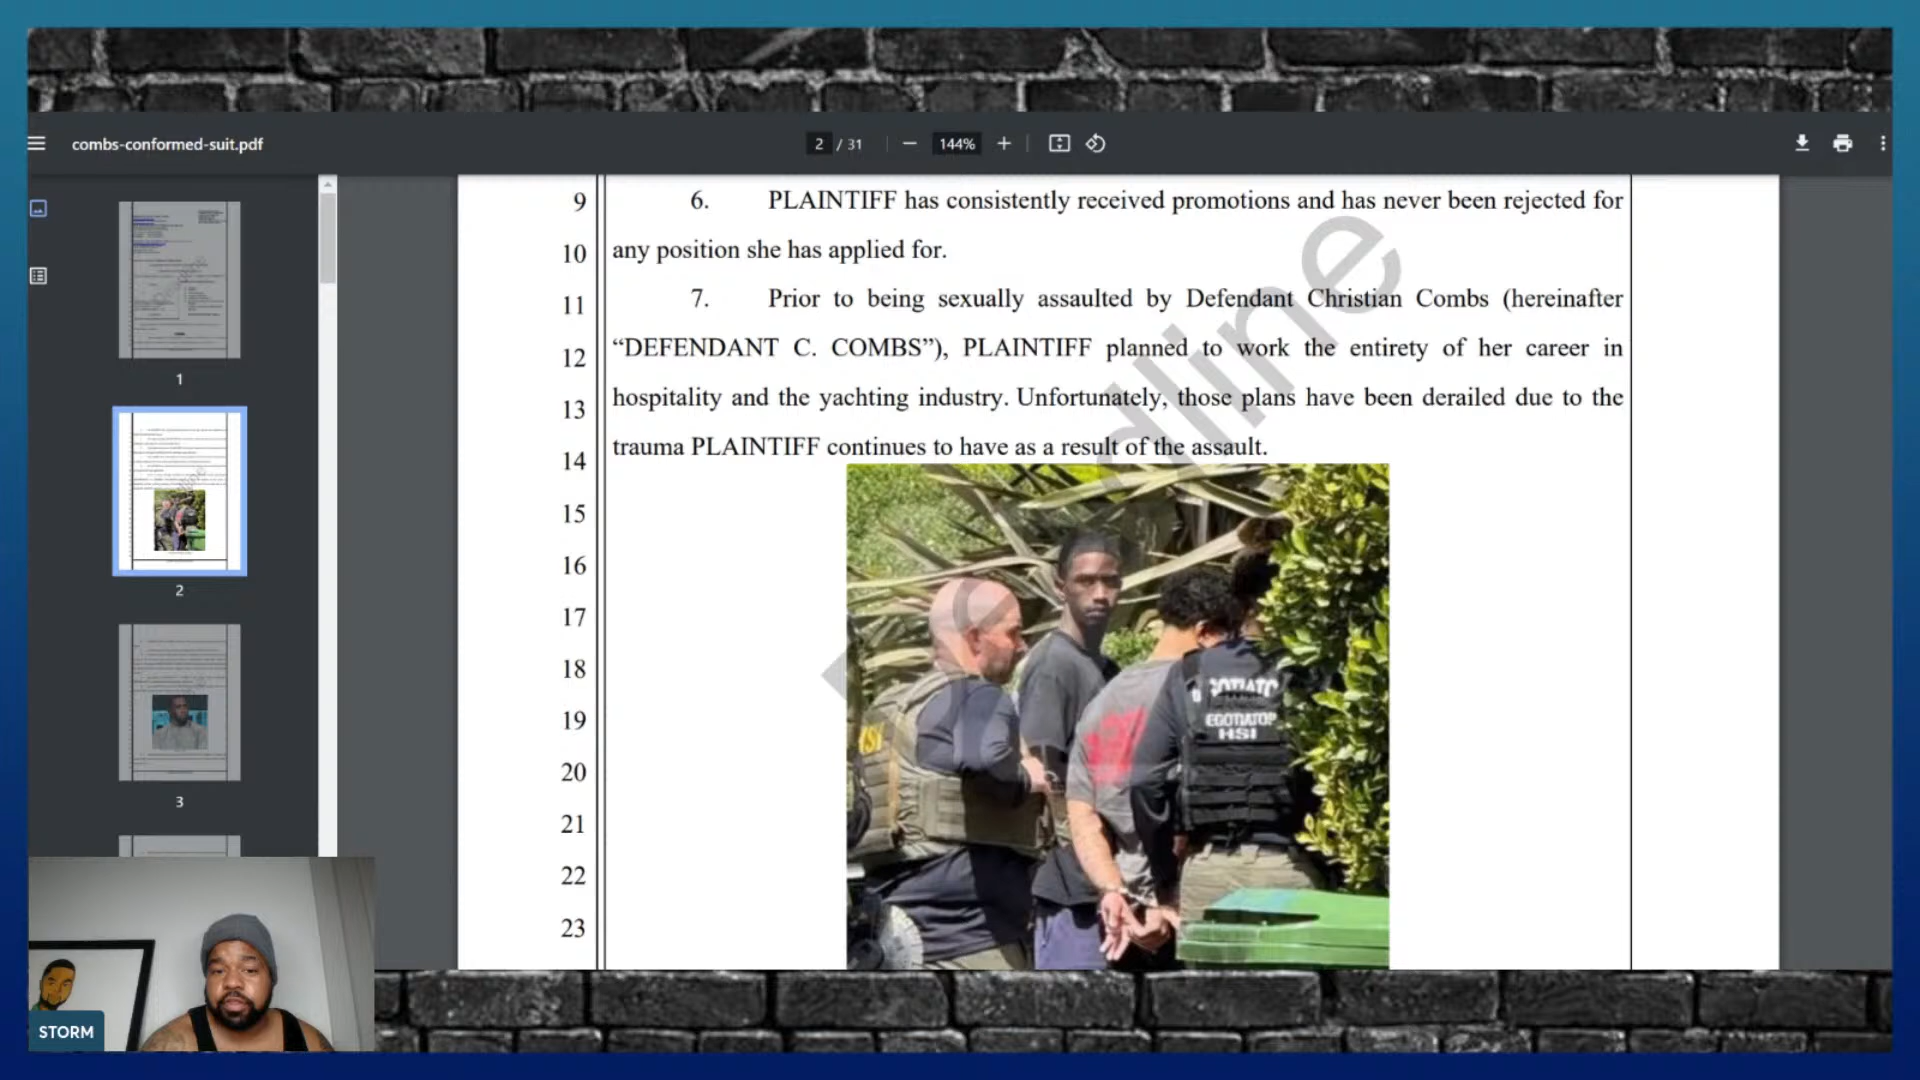 combs-conformed-suit.pdf
2 / 31
144%
9 6. PLAINTIFF has consistently received promotions and has never been rejected for
10 any position she has applied for.
11 7. Prior to being sexually assaulted by Defendant Christian Combs (hereinafter
12 “DEFENDANT C. COMBS”), PLAINTIFF planned to work the entirety of her career in
13 hospitality and the yachting industry. Unfortunately, those plans have been derailed due to the
14 trauma PLAINTIFF continues to have as a result of the assault.
15
16
17
18
19
20
21
22
23
HSI
1
2
3
STORM